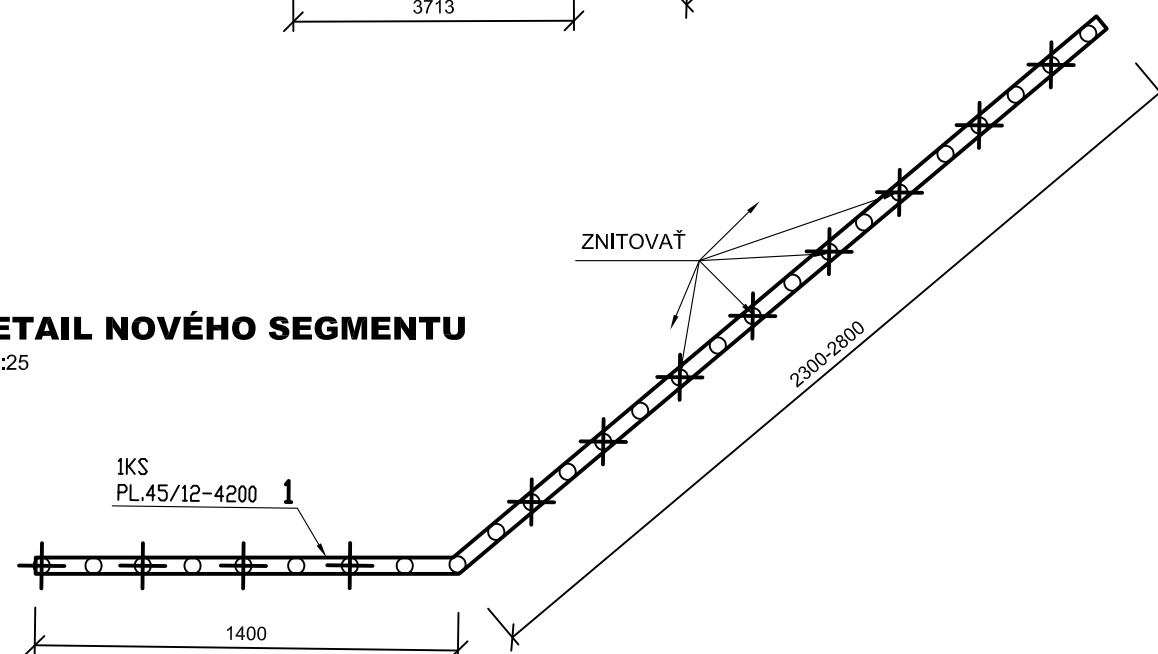 3713
ZNITOVAŤ
ETAIL NOVÉHO SEGMENTU
:25
2300-2800
1KS
PL.45/12-4200 1
1400